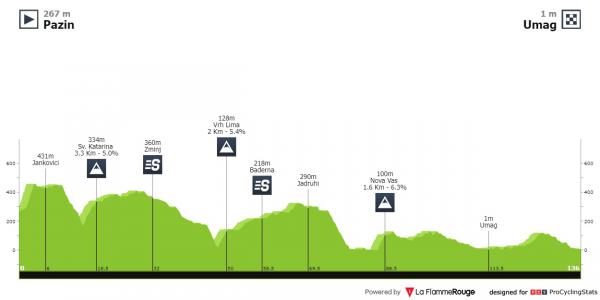 267 m
Pazin
1 m
Umag
431m
Jankovici
334m
Sv. Katarina
3.3 Km - 5.0%
360m
Zminj
128m
Vrh Lima
2 Km - 5.4%
218m
Baderna
290m
Jadruhi
100m
Nova Vas
1.6 Km - 6.3%
1m
Umag
600
400
200
0
600
400
200
0
0
6
18.5
32
50
58.5
69.5
88.5
113.5
136
Powered by La FlammeRouge designed for PCS ProCyclingStats